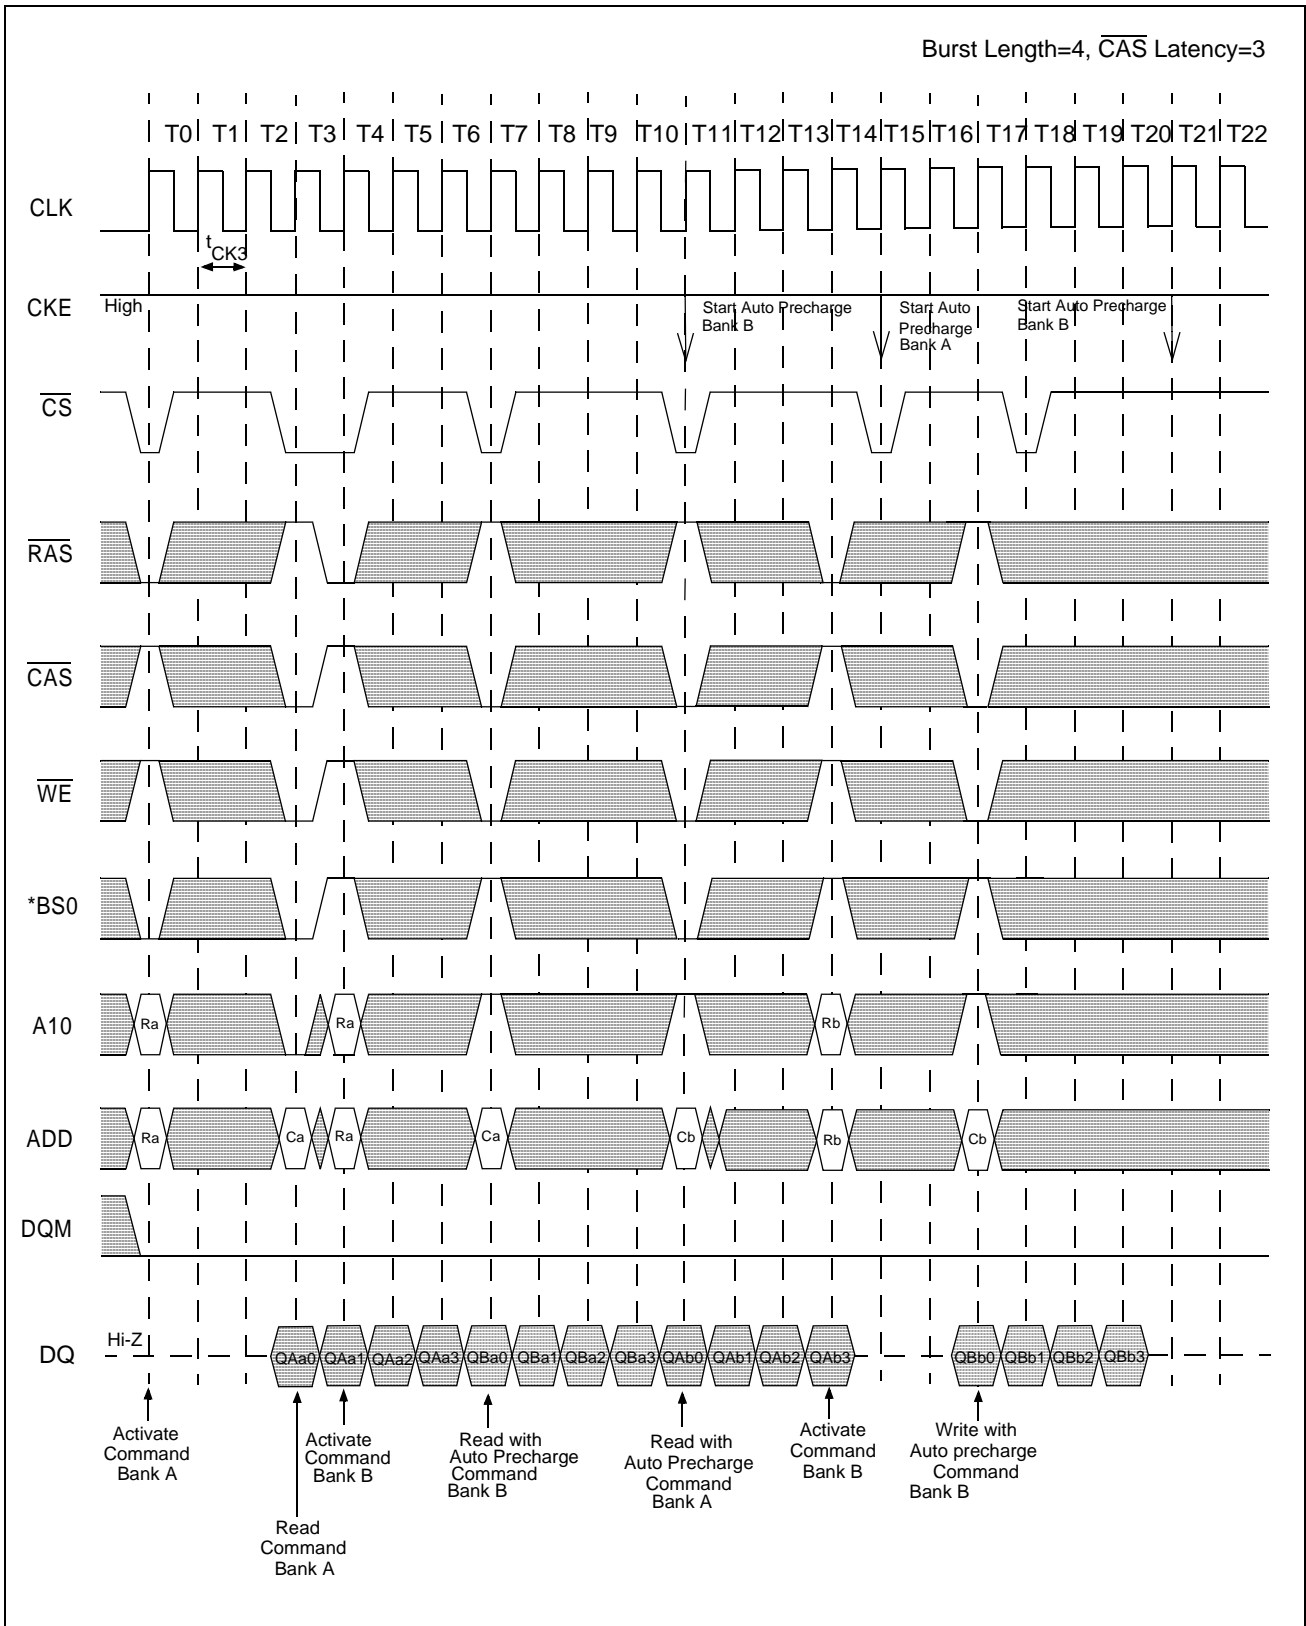 Burst Length=4, CAS Latency=3
T0 T1 T2 T3 T4 T5 T6 T7 T8 T9 T10 T11 T12 T13 T14 T15 T16 T17 T18 T19 T20 T21 T22
CLK
tCK3
CKE High
Start Auto Precharge
Bank B
Start Auto
Precharge
Bank A
Start Auto Precharge
Bank B
CS
RAS
CAS
WE
*BS0
A10 Ra Ra Rb
ADD Ra Ca Ra Ca Cb Rb Cb
DQM
DQ Hi-Z QAa0 QAa1 QAa2 QAa3 QBa0 QBa1 QBa2 QBa3 QAb0 QAb1 QAb2 QAb3 QBb0 QBb1 QBb2 QBb3
Activate
Command
Bank A
Read
Command
Bank A
Activate
Command
Bank B
Read with
Auto Precharge
Command
Bank B
Read with
Auto Precharge
Command
Bank A
Activate
Command
Bank B
Write with
Auto precharge
Command
Bank B